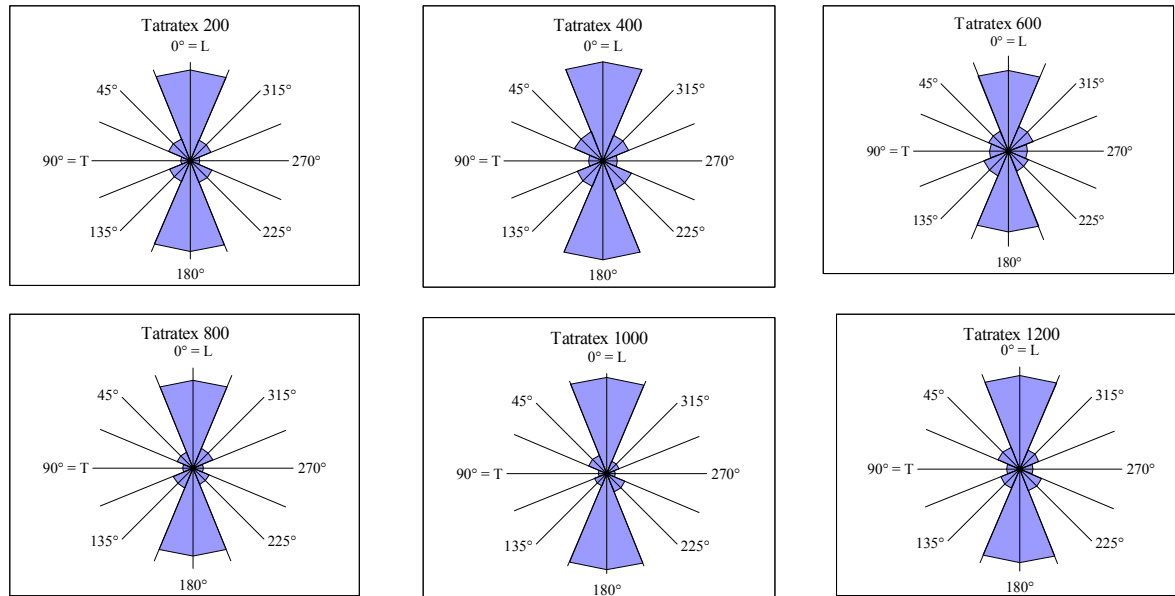 Tatratex 200
0° = L
45°
315°
90° = T
270°
135°
225°
180°
Tatratex 400
0° = L
45°
315°
90° = T
270°
135°
225°
180°
Tatratex 600
0° = L
45°
315°
90° = T
270°
135°
225°
180°
Tatratex 800
0° = L
45°
315°
90° = T
270°
135°
225°
180°
Tatratex 1000
0° = L
45°
315°
90° = T
270°
135°
225°
180°
Tatratex 1200
0° = L
45°
315°
90° = T
270°
135°
225°
180°